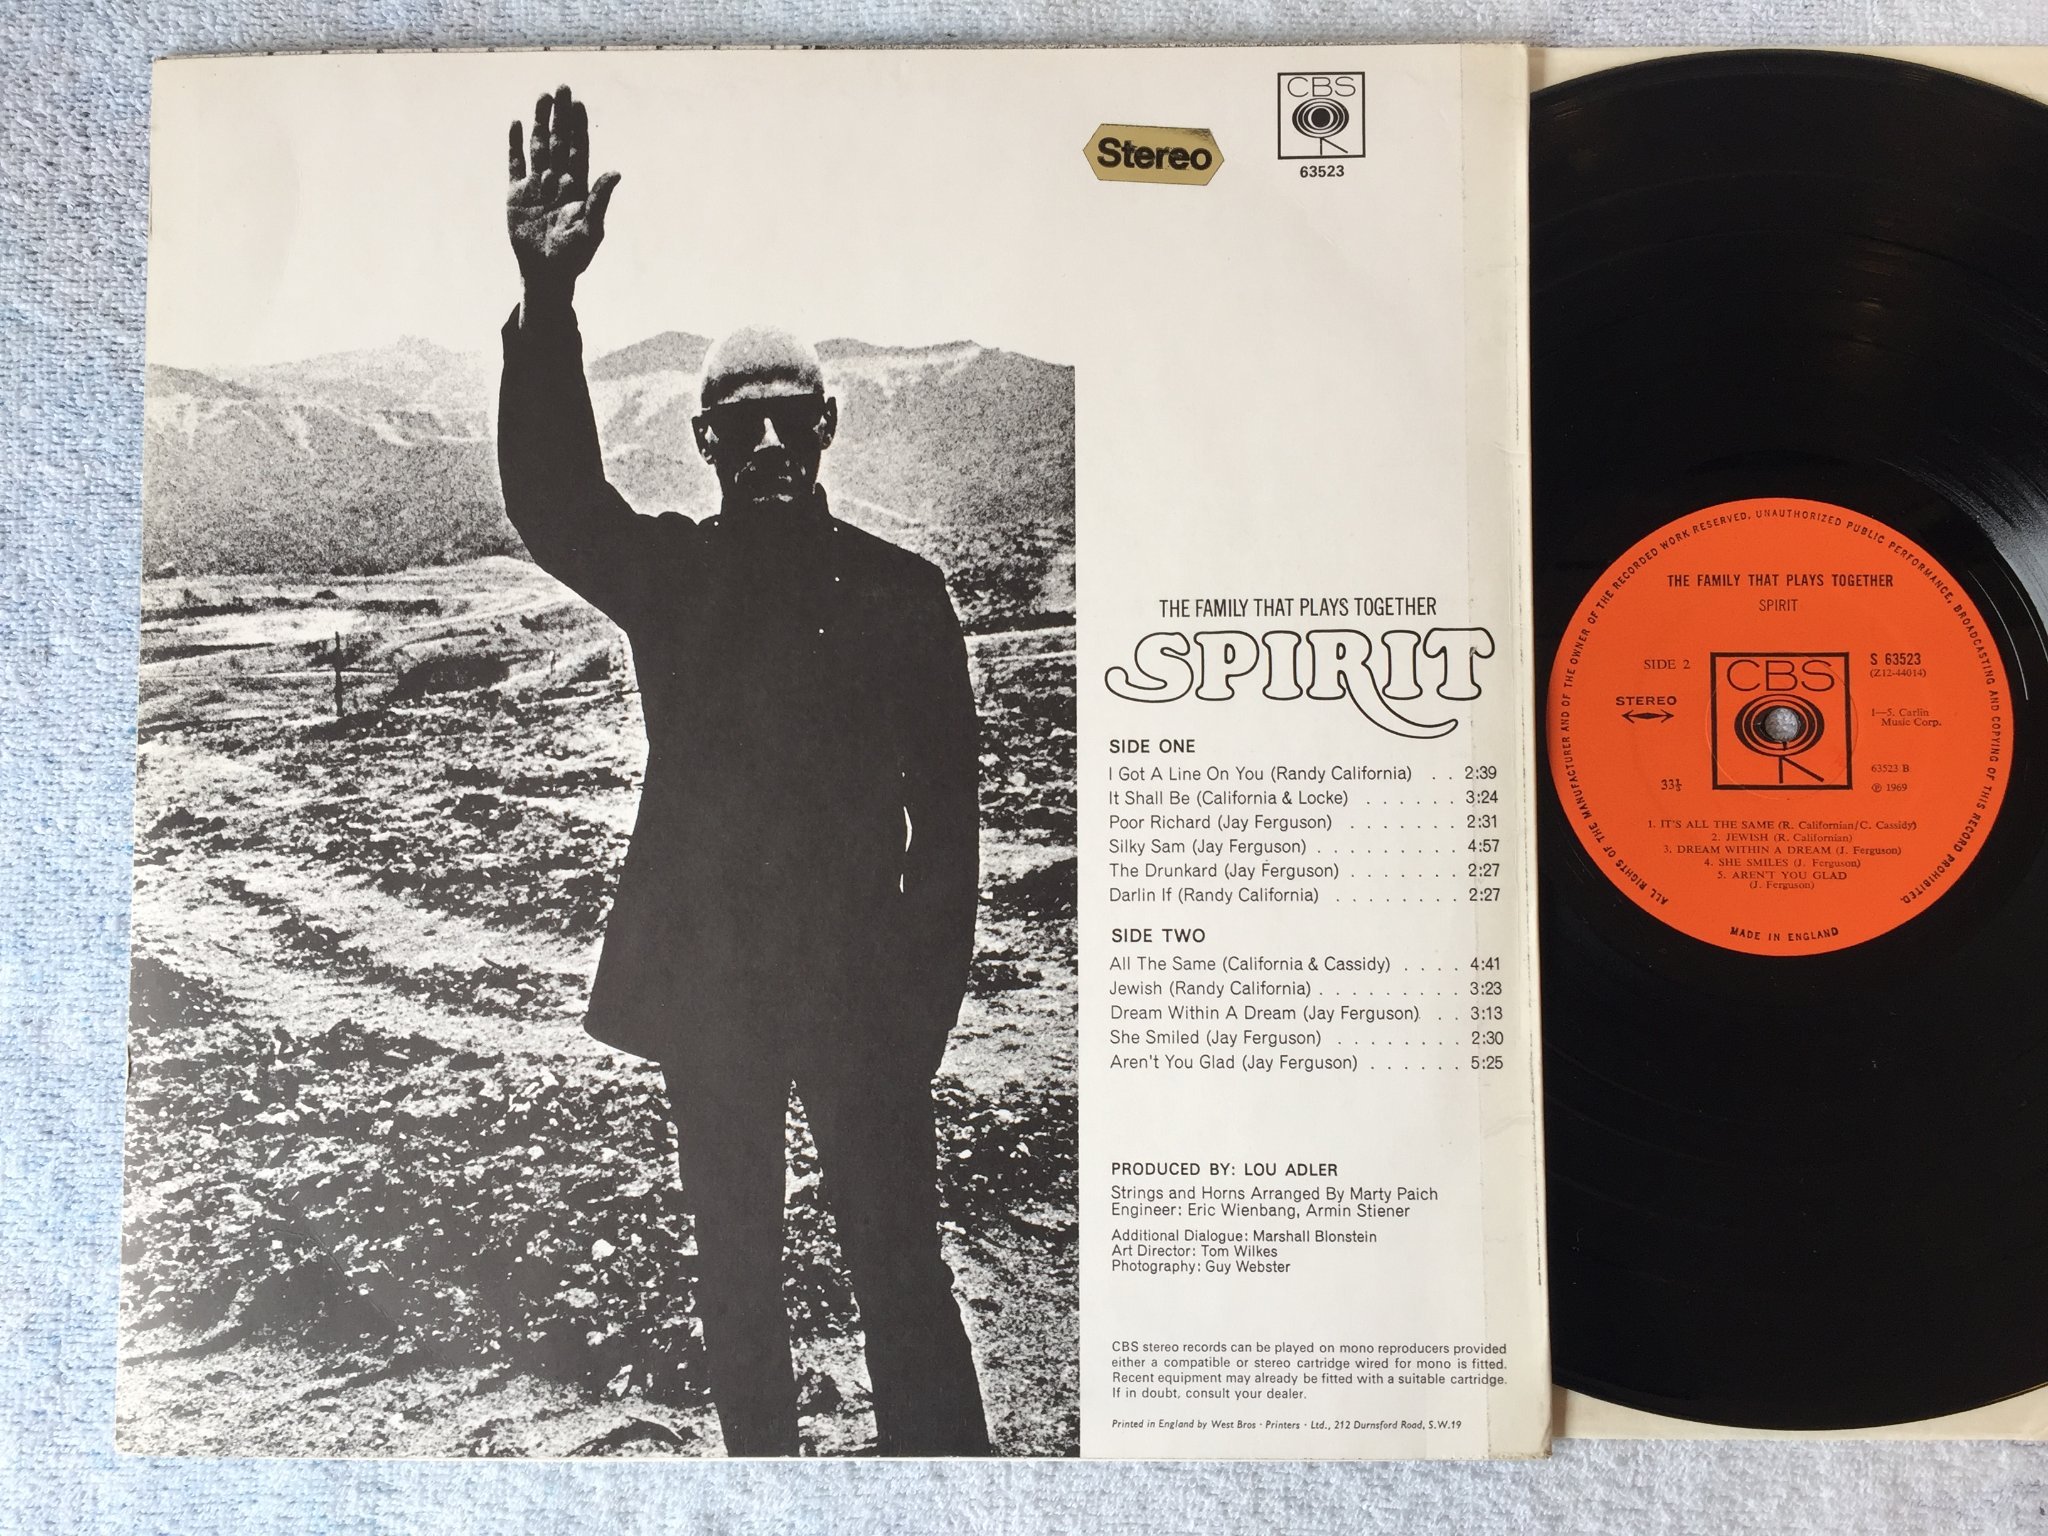 CBS
63523
Stereo
THE FAMILY THAT PLAYS TOGETHER
SPIRIT
SIDE ONE
I Got A Line On You (Randy California) . . 2:39
It Shall Be (California & Locke) . . . . . . 3:24
Poor Richard (Jay Ferguson) . . . . . . . 2:31
Silky Sam (Jay Ferguson) . . . . . . . . . 4:57
The Drunkard (Jay Ferguson) . . . . . . . 2:27
Darlin If (Randy California) . . . . . . . . 2:27
SIDE TWO
All The Same (California & Cassidy) . . . . 4:41
Jewish (Randy California) . . . . . . . . . 3:23
Dream Within A Dream (Jay Ferguson) . . 3:13
She Smiled (Jay Ferguson) . . . . . . . . 2:30
Aren't You Glad (Jay Ferguson) . . . . . . 5:25
PRODUCED BY: LOU ADLER
Strings and Horns Arranged By Marty Paich
Engineer: Eric Wienbang, Armin Stiener
Additional Dialogue: Marshall Blonstein
Art Director: Tom Wilkes
Photography: Guy Webster
CBS stereo records can be played on mono reproducers provided
either a compatible or stereo cartridge wired for mono is fitted.
Recent equipment may already be fitted with a suitable cartridge.
If in doubt, consult your dealer.
Printed in England by West Bros · Printers · Ltd., 212 Durnsford Road, S.W.19
ALL RIGHTS OF THE MANUFACTURER AND OF THE OWNER OF THE RECORDED WORK RESERVED. UNAUTHORIZED PUBLIC PERFORMANCE, BROADCASTING AND COPYING OF THIS RECORD PROHIBITED.
THE FAMILY THAT PLAYS TOGETHER
SPIRIT
SIDE 2
CBS
S 63523
(Z12-44014)
STEREO
1—5. Carlin
Music Corp.
33⅓
63523 B
℗ 1969
1. IT'S ALL THE SAME (R. Californian/C. Cassidy)
2. JEWISH (R. Californian)
3. DREAM WITHIN A DREAM (J. Ferguson)
4. SHE SMILES (J. Ferguson)
5. AREN'T YOU GLAD
(J. Ferguson)
MADE IN ENGLAND